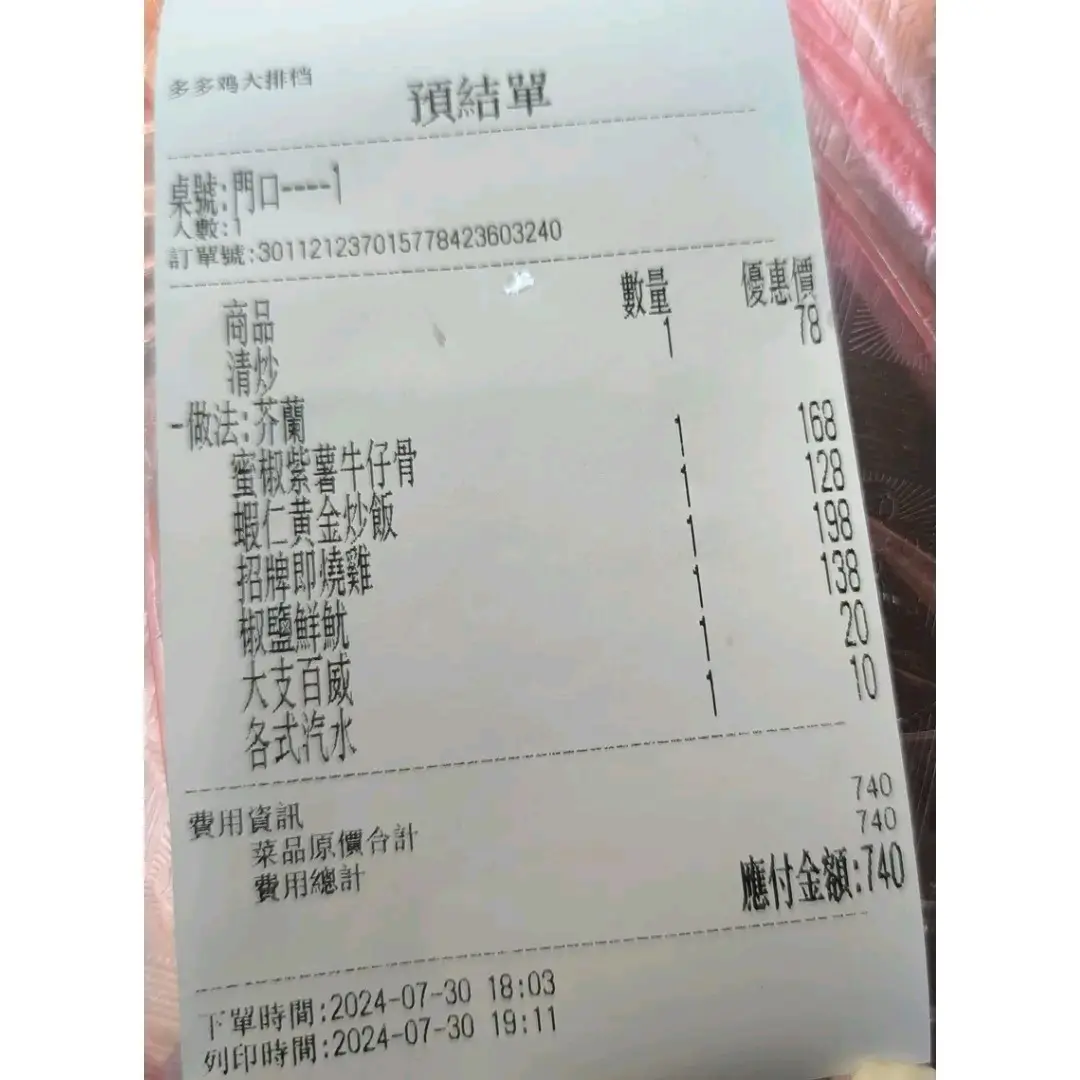 多多鸡大排档
預結單
桌號:門口----1
人數:1
訂單號:301121237015778423603240
商品 數量 優惠價
清炒 1 78
-做法:芥蘭
蜜椒紫薯牛仔骨 1 168
蝦仁黄金炒飯 1 128
招牌即燒雞 1 198
椒鹽鮮魷 1 138
大支百威 1 20
各式汽水 1 10
費用資訊
菜品原價合計 740
費用總計 740
應付金額:740
下單時間:2024-07-30 18:03
列印時間:2024-07-30 19:11